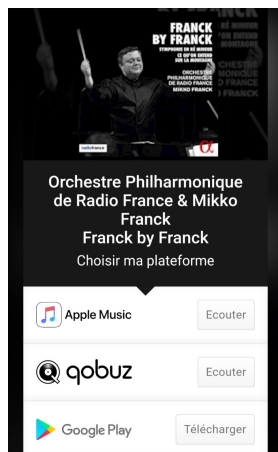 FRANCK
BY FRANCK
SYMPHONIE EN RÉ MINEUR
CE QU'ON ENTEND
SUR LA MONTAGNE
ORCHESTRE
PHILHARMONIQUE
DE RADIO FRANCE
MIKKO FRANCK
radiofrance
α
Orchestre Philharmonique
de Radio France & Mikko
Franck
Franck by Franck
Choisir ma plateforme
Apple Music
Ecouter
qobuz
Ecouter
Google Play
Télécharger